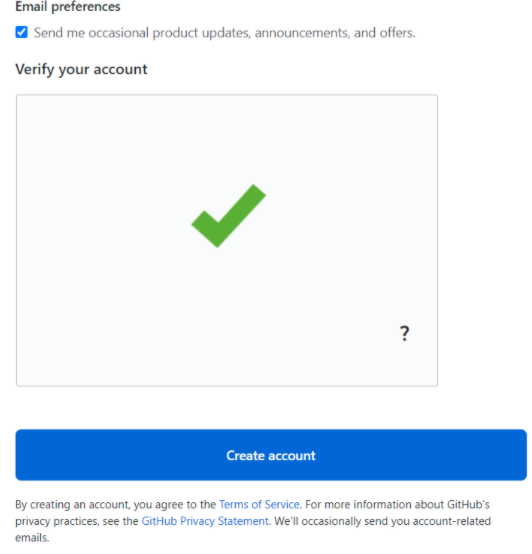 Email preferences
Send me occasional product updates, announcements, and offers.
Verify your account
?
Create account
By creating an account, you agree to the Terms of Service. For more information about GitHub's
privacy practices, see the GitHub Privacy Statement. We'll occasionally send you account-related
emails.